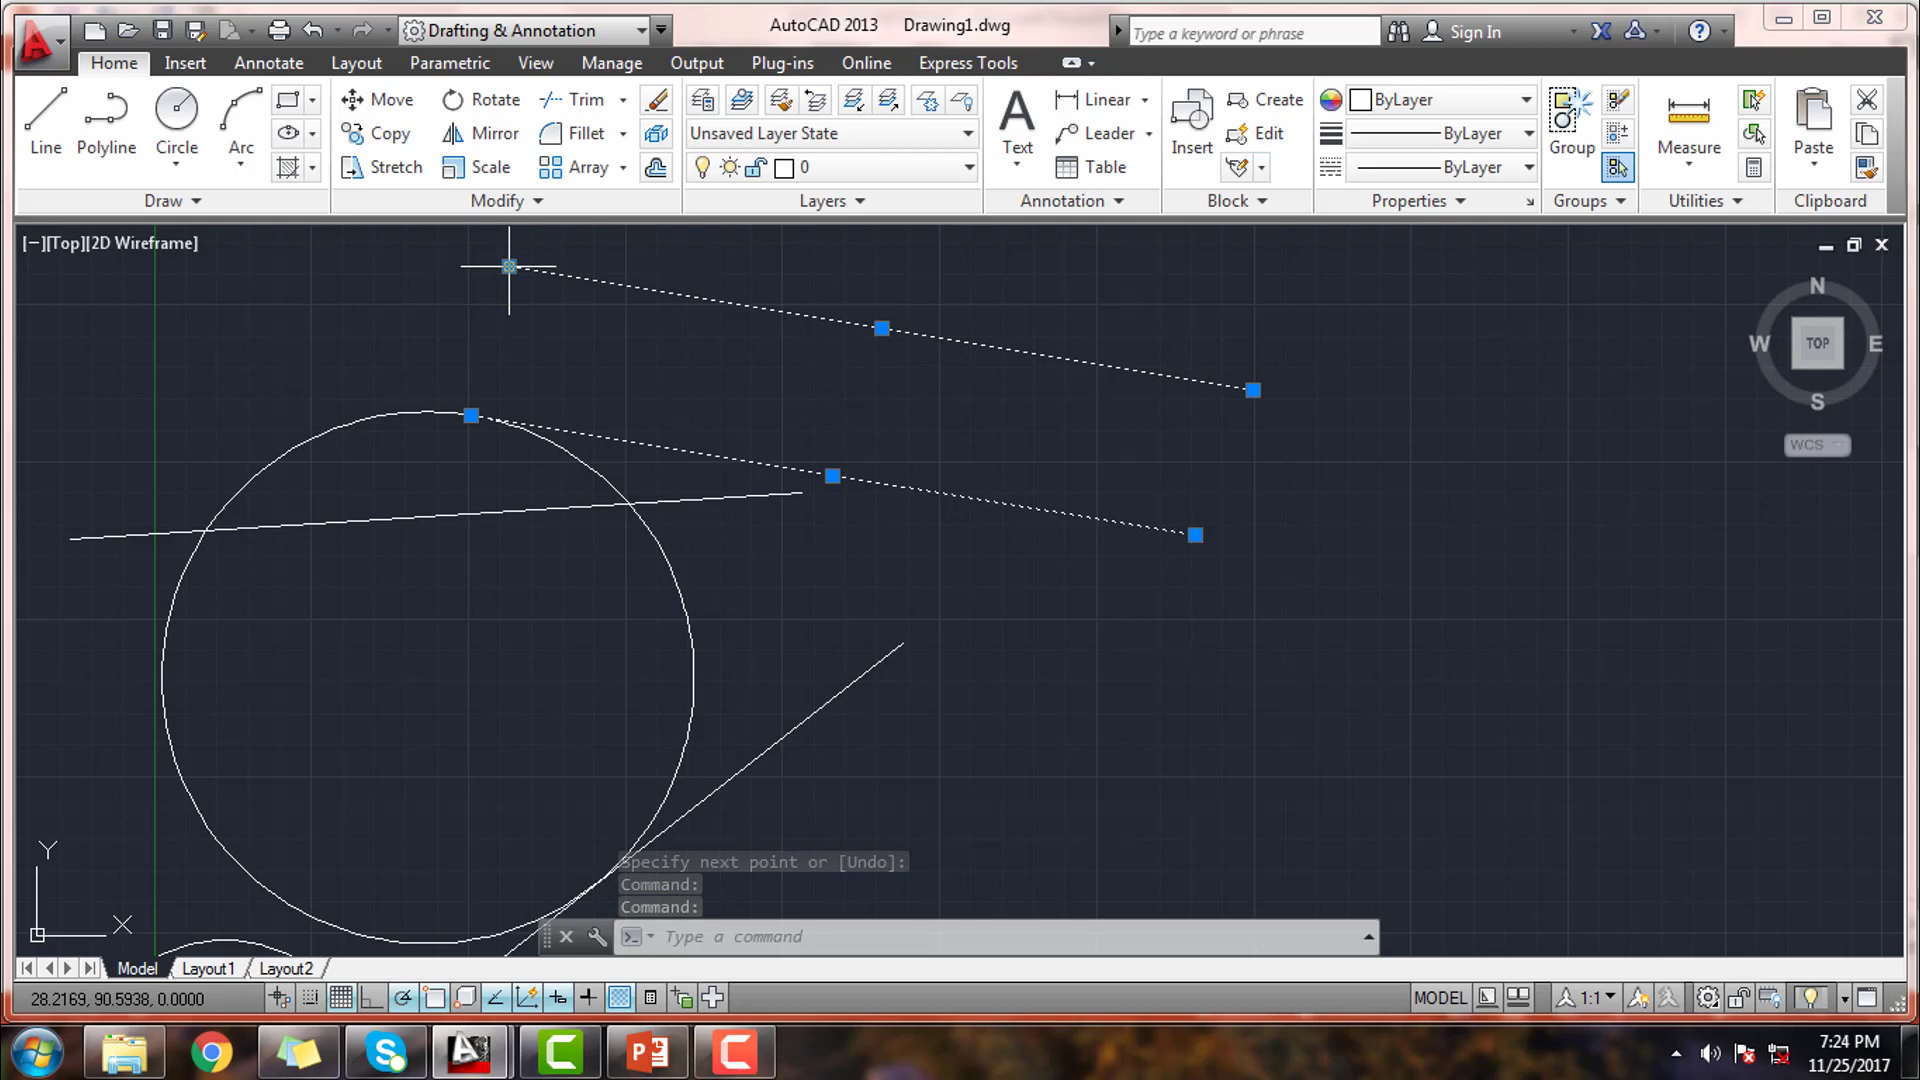 Drafting & Annotation
AutoCAD 2013 Drawing1.dwg
Type a keyword or phrase
Sign In
Home Insert Annotate Layout Parametric View Manage Output Plug-ins Online Express Tools
Line Polyline Circle Arc
Move Rotate Trim
Copy Mirror Fillet
Stretch Scale Array
Unsaved Layer State
0
Text
Linear
Leader
Table
Insert
Create
Edit
ByLayer
ByLayer
ByLayer
Group
Measure
Paste
Draw Modify Layers Annotation Block Properties Groups Utilities Clipboard
[−][Top][2D Wireframe]
N
W TOP E
S
WCS
Y
X
Specify next point or [Undo]:
Command:
Command:
Type a command
Model Layout1 Layout2
28.2169, 90.5938, 0.0000
MODEL
1:1
7:24 PM
11/25/2017